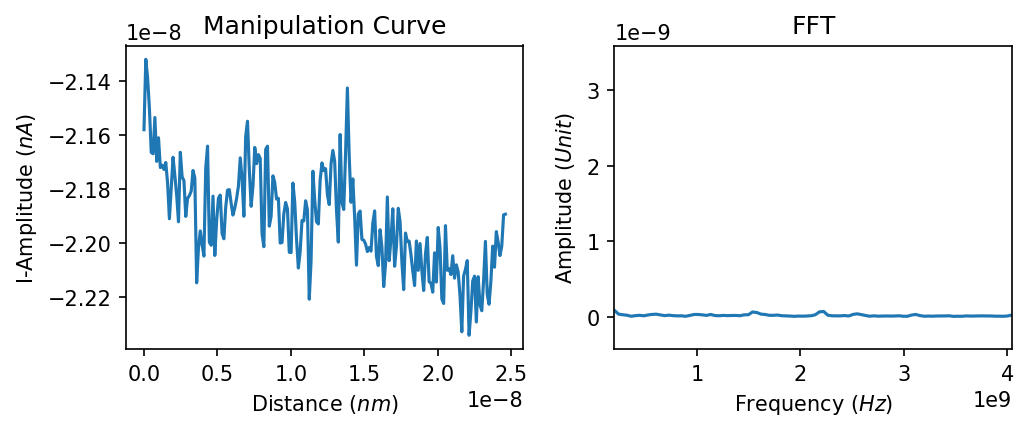 Manipulation Curve
1e−8
−2.14
−2.16
−2.18
−2.20
−2.22
I-Amplitude (nA)
0.0 0.5 1.0 1.5 2.0 2.5
1e−8
Distance (nm)
FFT
1e−9
3
2
1
0
Amplitude (Unit)
1 2 3 4
1e9
Frequency (Hz)